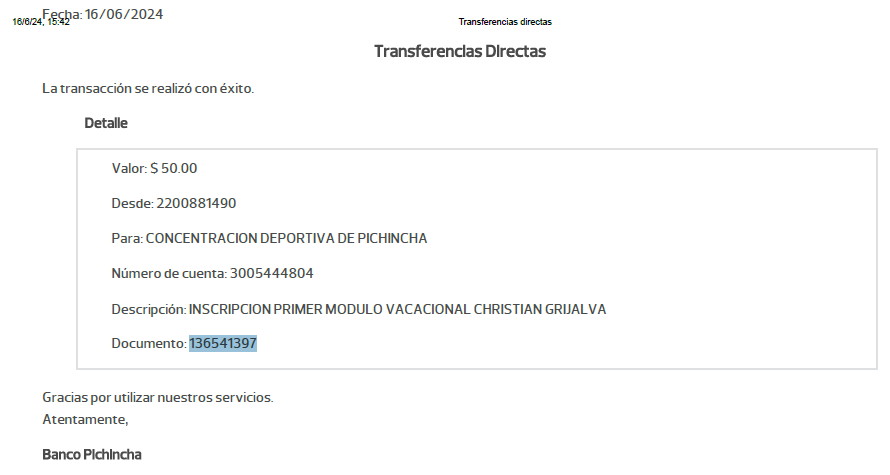 Fecha: 16/06/2024
16/6/24, 15:42 Transferencias directas
Transferencias Directas
La transacción se realizó con éxito.
Detalle
Valor: $ 50.00
Desde: 2200881490
Para: CONCENTRACION DEPORTIVA DE PICHINCHA
Número de cuenta: 3005444804
Descripción: INSCRIPCION PRIMER MODULO VACACIONAL CHRISTIAN GRIJALVA
Documento: 136541397
Gracias por utilizar nuestros servicios.
Atentamente,
Banco Pichincha